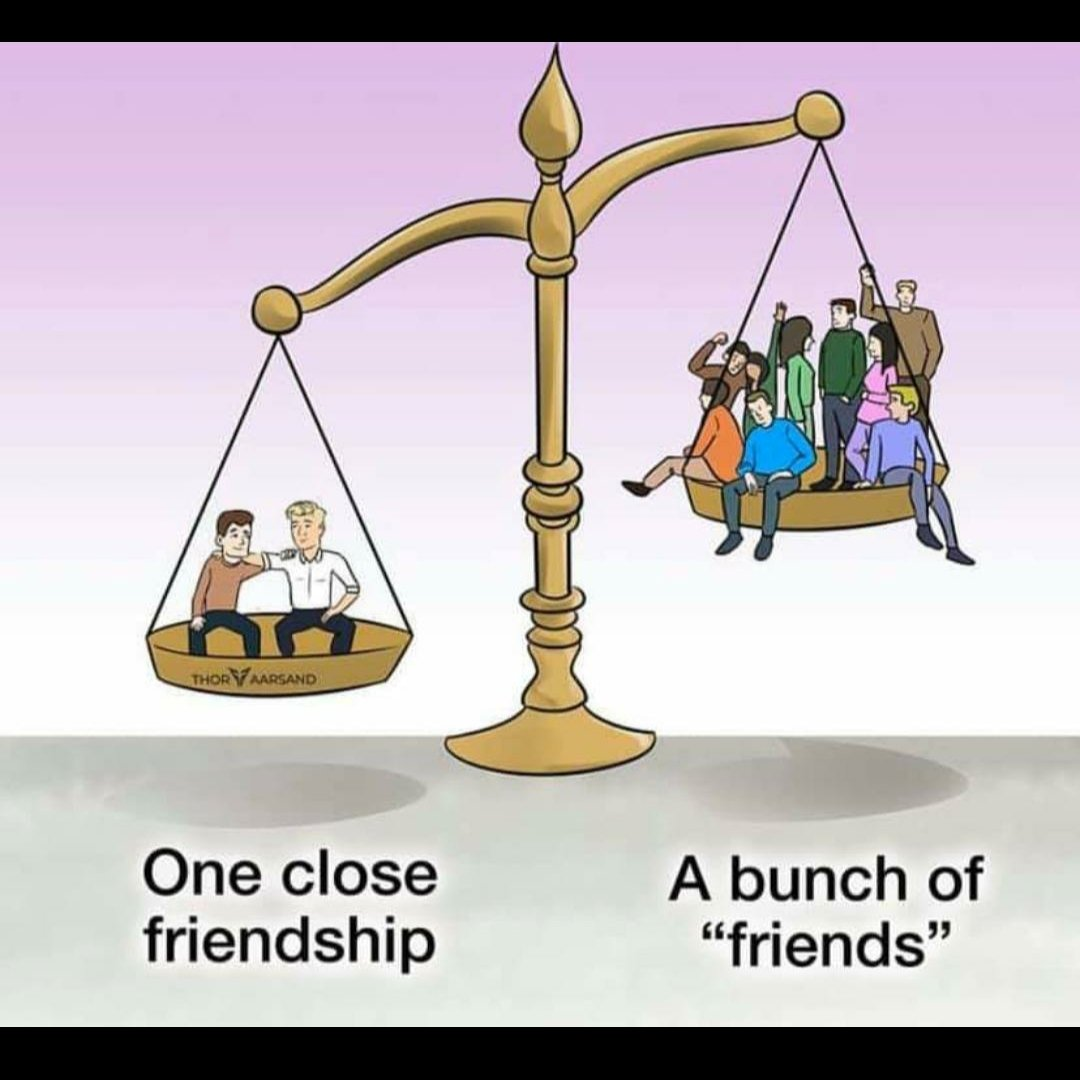 THOR AARSAND
One close
friendship
A bunch of
“friends”